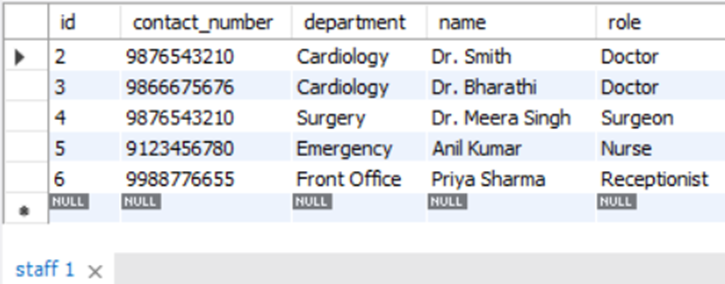 id contact_number department name role
2 9876543210 Cardiology Dr. Smith Doctor
3 9866675676 Cardiology Dr. Bharathi Doctor
4 9876543210 Surgery Dr. Meera Singh Surgeon
5 9123456780 Emergency Anil Kumar Nurse
6 9988776655 Front Office Priya Sharma Receptionist
NULL NULL NULL NULL NULL
staff 1